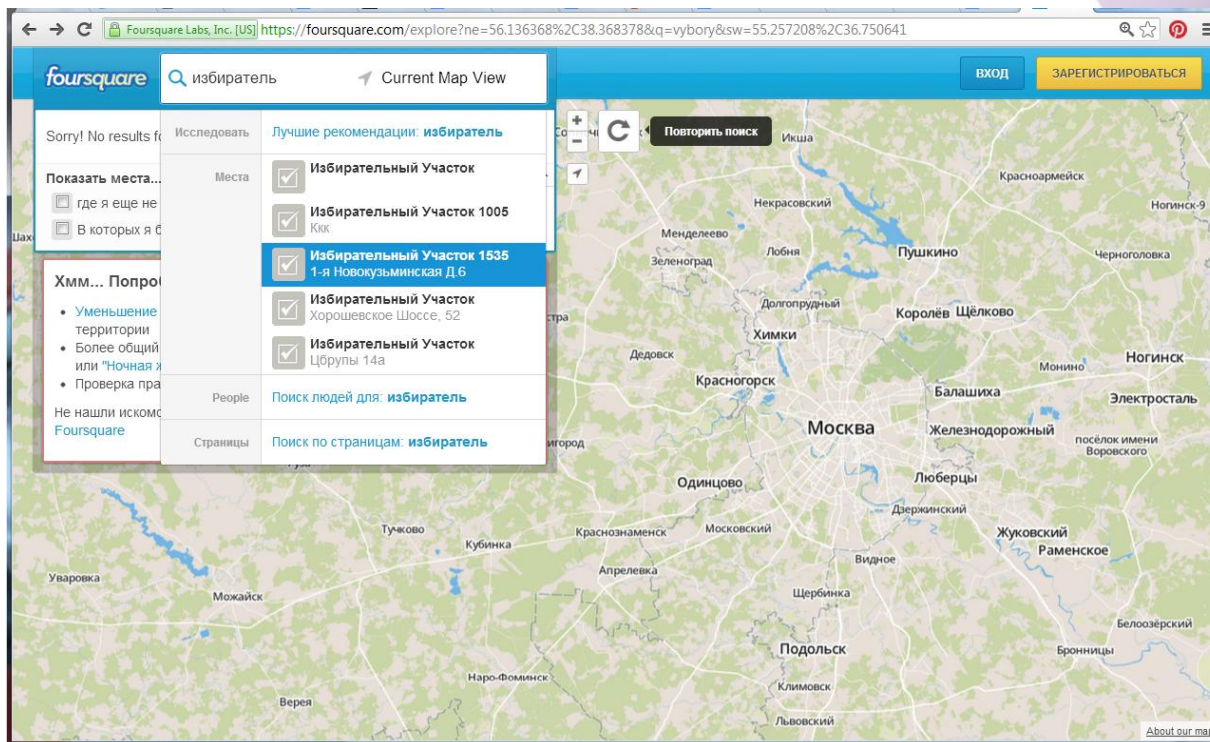 Foursquare Labs, Inc. [US] https://foursquare.com/explore?ne=56.136368%2C38.368378&q=vybory&sw=55.257208%2C36.750641
foursquare
избиратель
Current Map View
ВХОД
ЗАРЕГИСТРИРОВАТЬСЯ
Sorry! No results
Показать места...
где я еще не
В которых я
Хмм...
Уменьшение
территории
Более общий
или "Ночная
Проверка
Не нашли
Foursquare
Исследовать
Лучшие рекомендации: избиратель
Места
Избирательный Участок
Избирательный Участок 1005
Ккк
Избирательный Участок 1535
1-я Новокузьминская Д.6
Избирательный Участок
Хорошевское Шоссе, 52
Избирательный Участок
Цбрупы 14а
People
Поиск людей для: избиратель
Страницы
Поиск по страницам: избиратель
+
−
Повторить поиск
Икша
Красноармейск
Некрасовский
Ногинск-9
Менделеево
Зеленоград
Лобня
Пушкино
Черноголовка
Долгопрудный
Королёв
Щёлково
Химки
Дедовск
Ногинск
Монино
Красногорск
Балашиха
Электросталь
Москва
Железнодорожный
посёлок имени
Воровского
Одинцово
Люберцы
Дзержинский
Тучково
Кубинка
Краснознаменск
Московский
Жуковский
Раменское
Видное
Апрелевка
Уваровка
Можайск
Щербинка
Белоозёрский
Подольск
Бронницы
Наро-Фоминск
Климовск
Верея
Львовский
About our map